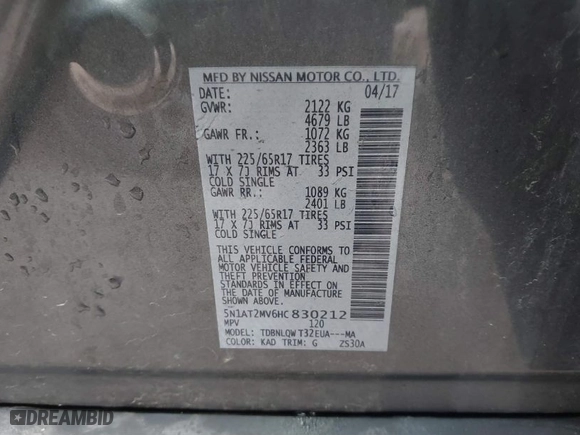 MFD BY NISSAN MOTOR CO., LTD.
DATE: 04/17
GVWR: 2122 KG
4679 LB
GAWR FR.: 1072 KG
2363 LB
WITH 225/65R17 TIRES
17 X 7J RIMS AT 33 PSI
COLD SINGLE
GAWR RR.: 1089 KG
2401 LB
WITH 225/65R17 TIRES
17 X 7J RIMS AT 33 PSI
COLD SINGLE
THIS VEHICLE CONFORMS TO
ALL APPLICABLE FEDERAL
MOTOR VEHICLE SAFETY AND
THEFT PREVENTION
STANDARDS IN EFFECT ON
THE DATE OF MANUFACTURE
SHOWN ABOVE.
5N1AT2MV6HC830212
MPV 120
MODEL: TDBNLQWT32EUA---MA
COLOR: KAD TRIM: G ZS30A
DREAMBID